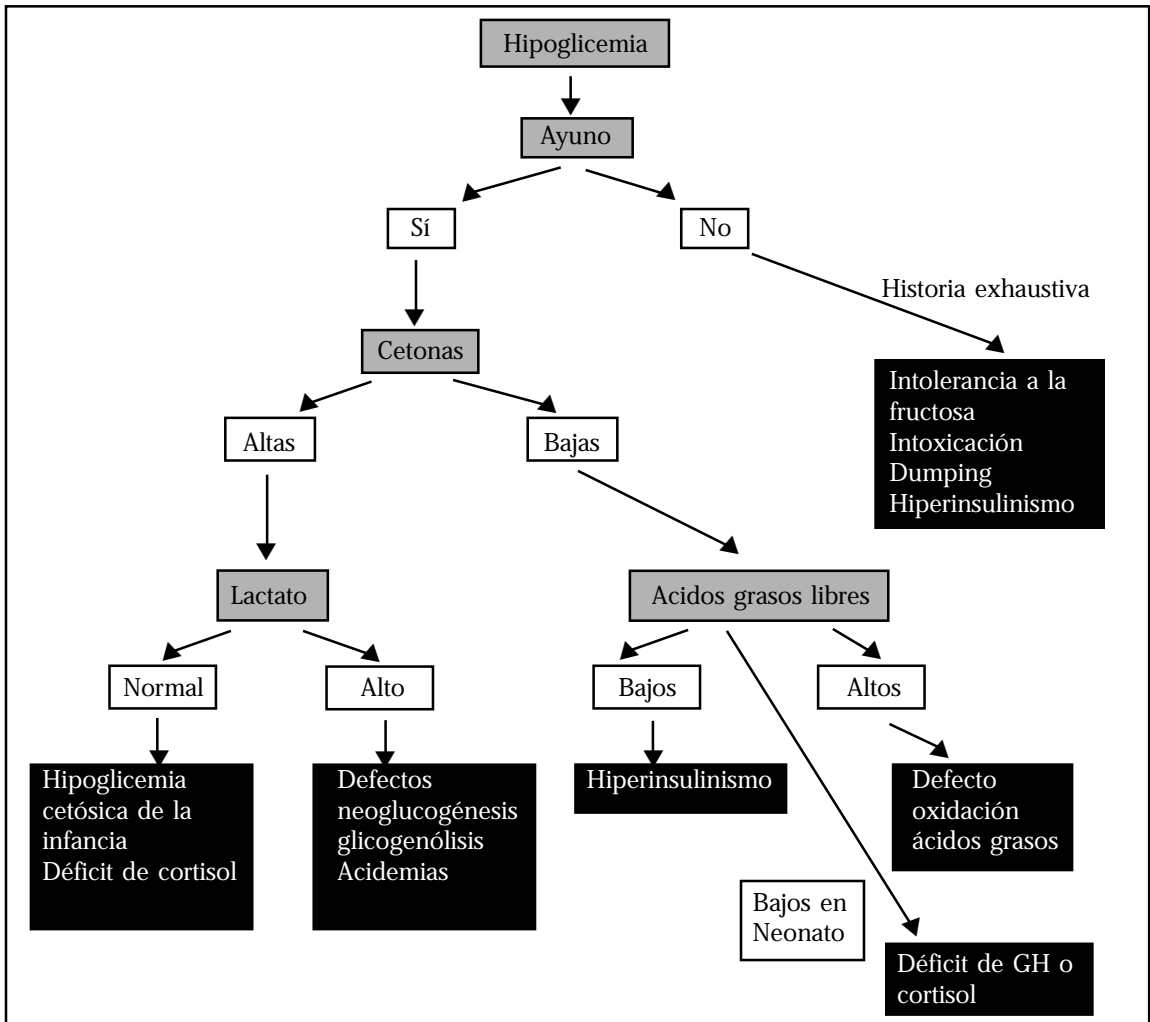 Hipoglicemia
Ayuno
Sí
No
Historia exhaustiva
Cetonas
Intolerancia a la
fructosa
Intoxicación
Dumping
Hiperinsulinismo
Altas
Bajas
Lactato
Acidos grasos libres
Normal
Alto
Bajos
Altos
Hipoglicemia
cetósica de la
infancia
Déficit de cortisol
Defectos
neoglucogénesis
glicogenólisis
Acidemias
Hiperinsulinismo
Defecto
oxidación
ácidos grasos
Bajos en
Neonato
Déficit de GH o
cortisol